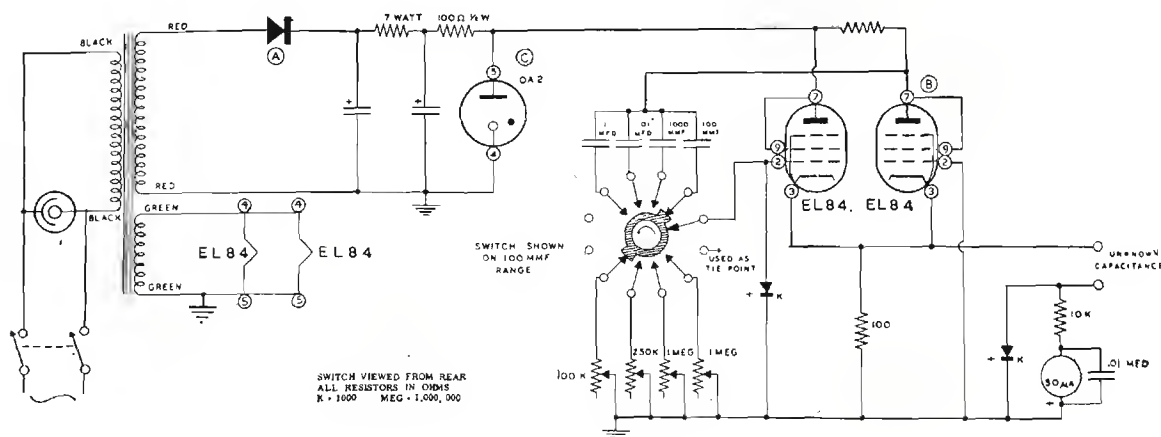 7 WATT
100Ω ½W
RED
BLACK
A
C
B
3
OA2
4
7
7
+
+
.01
MFD
1000
MMF
100
MMF
9
2
9
2
3
3
EL84, EL84
RED
BLACK
GREEN
4
4
EL84
EL84
5
5
GREEN
SWITCH SHOWN
ON 100MMF
RANGE
USED AS
TIE POINT
UNKNOWN
CAPACITANCE
+ K
100
+ K
10K
.01 MFD
50MA
+
100K
250K
1MEG
1MEG
SWITCH VIEWED FROM REAR
ALL RESISTORS IN OHMS
K = 1000 MEG = 1,000,000